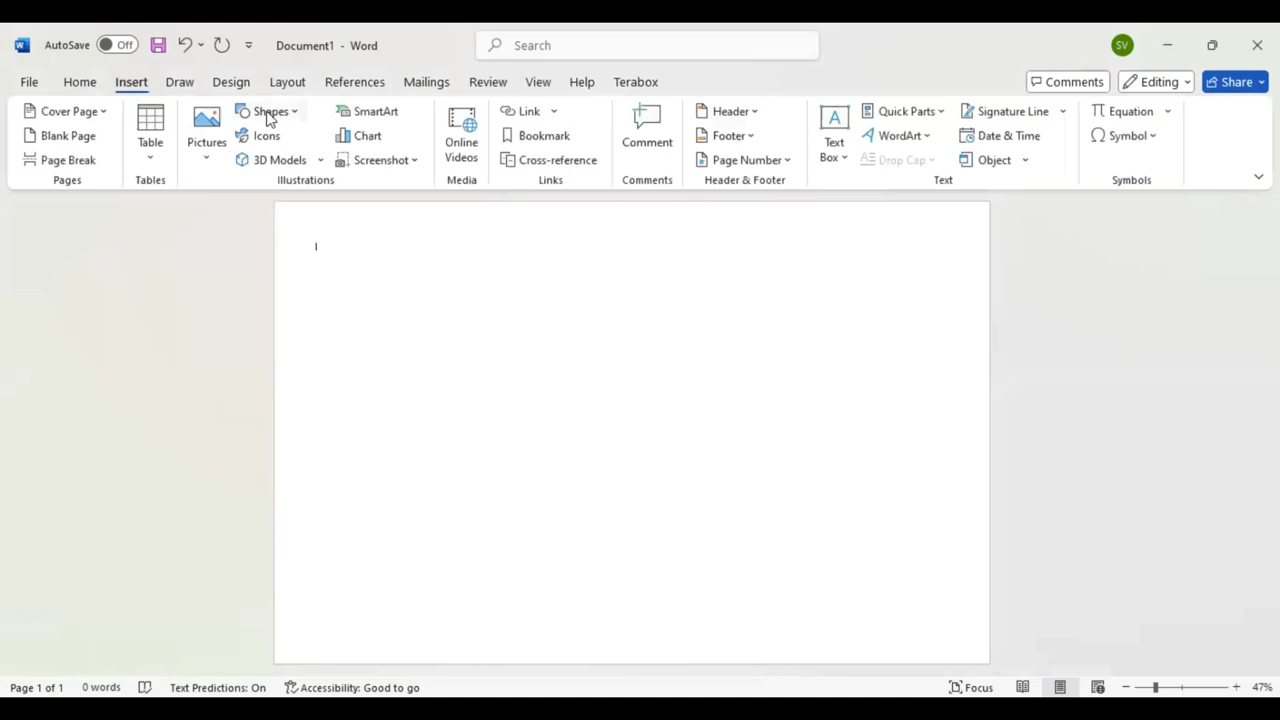 AutoSave Off Document1 - Word Search SV
File Home Insert Draw Design Layout References Mailings Review View Help Terabox Comments Editing Share
Cover Page
Blank Page
Page Break
Pages
Table
Tables
Pictures
Shapes
Icons
3D Models
SmartArt
Chart
Screenshot
Illustrations
Online
Videos
Media
Link
Bookmark
Cross-reference
Links
Comment
Comments
Header
Footer
Page Number
Header & Footer
Text
Box
Quick Parts
WordArt
Drop Cap
Signature Line
Date & Time
Object
Text
Equation
Symbol
Symbols
Page 1 of 1 0 words Text Predictions: On Accessibility: Good to go Focus 47%